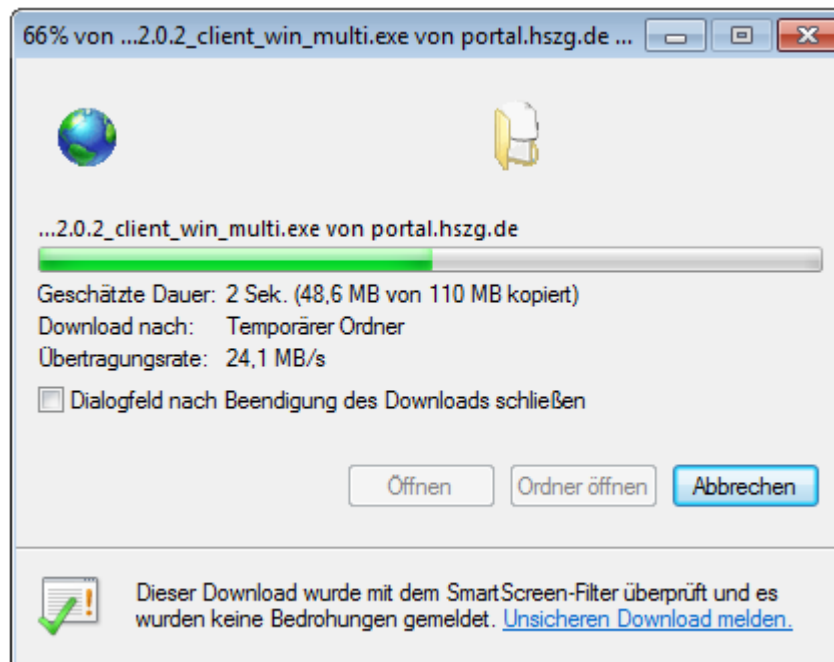 66% von ...2.0.2_client_win_multi.exe von portal.hszg.de ...
...2.0.2_client_win_multi.exe von portal.hszg.de
Geschätzte Dauer: 2 Sek. (48,6 MB von 110 MB kopiert)
Download nach: Temporärer Ordner
Übertragungsrate: 24,1 MB/s
Dialogfeld nach Beendigung des Downloads schließen
Öffnen Ordner öffnen Abbrechen
Dieser Download wurde mit dem SmartScreen-Filter überprüft und es
wurden keine Bedrohungen gemeldet. Unsicheren Download melden.